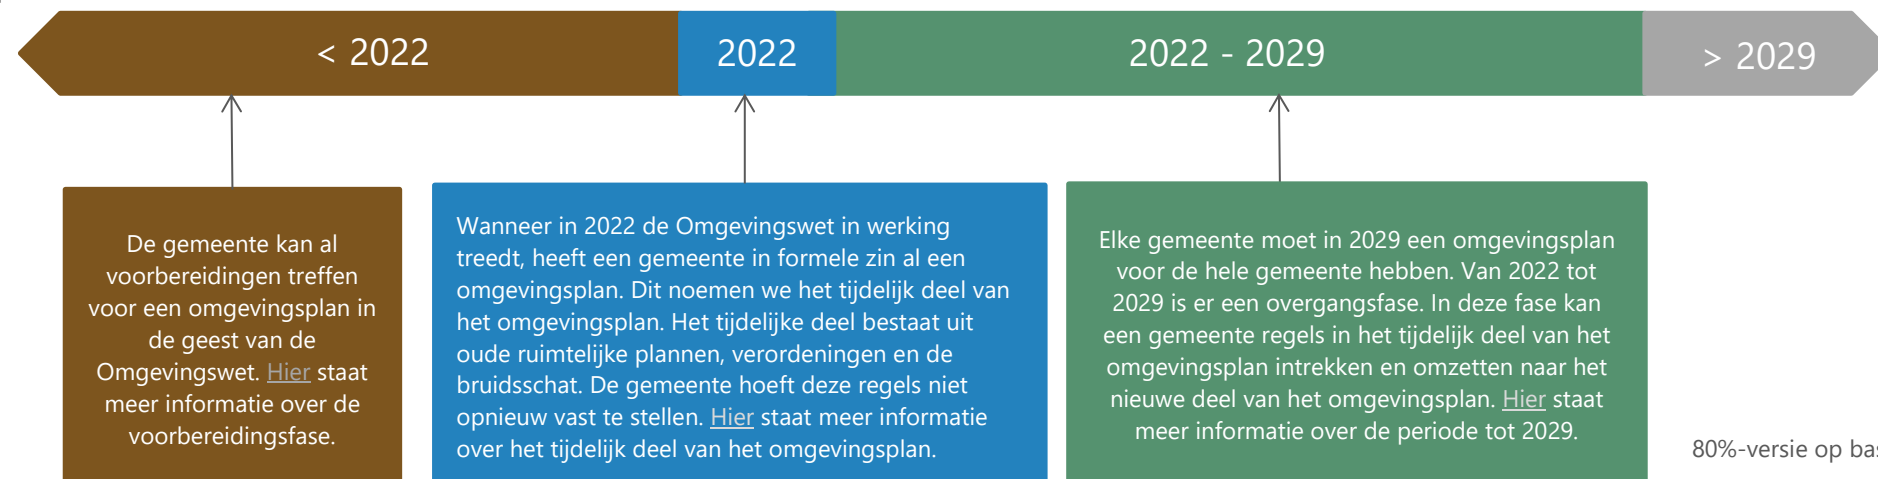 < 2022
2022
2022 - 2029
> 2029
De gemeente kan al
voorbereidingen treffen
voor een omgevingsplan in
de geest van de
Omgevingswet. Hier staat
meer informatie over de
voorbereidingsfase.
Wanneer in 2022 de Omgevingswet in werking
treedt, heeft een gemeente in formele zin al een
omgevingsplan. Dit noemen we het tijdelijk deel van
het omgevingsplan. Het tijdelijke deel bestaat uit
oude ruimtelijke plannen, verordeningen en de
bruidsschat. De gemeente hoeft deze regels niet
opnieuw vast te stellen. Hier staat meer informatie
over het tijdelijk deel van het omgevingsplan.
Elke gemeente moet in 2029 een omgevingsplan
voor de hele gemeente hebben. Van 2022 tot
2029 is er een overgangsfase. In deze fase kan
een gemeente regels in het tijdelijk deel van het
omgevingsplan intrekken en omzetten naar het
nieuwe deel van het omgevingsplan. Hier staat
meer informatie over de periode tot 2029.
80%-versie op